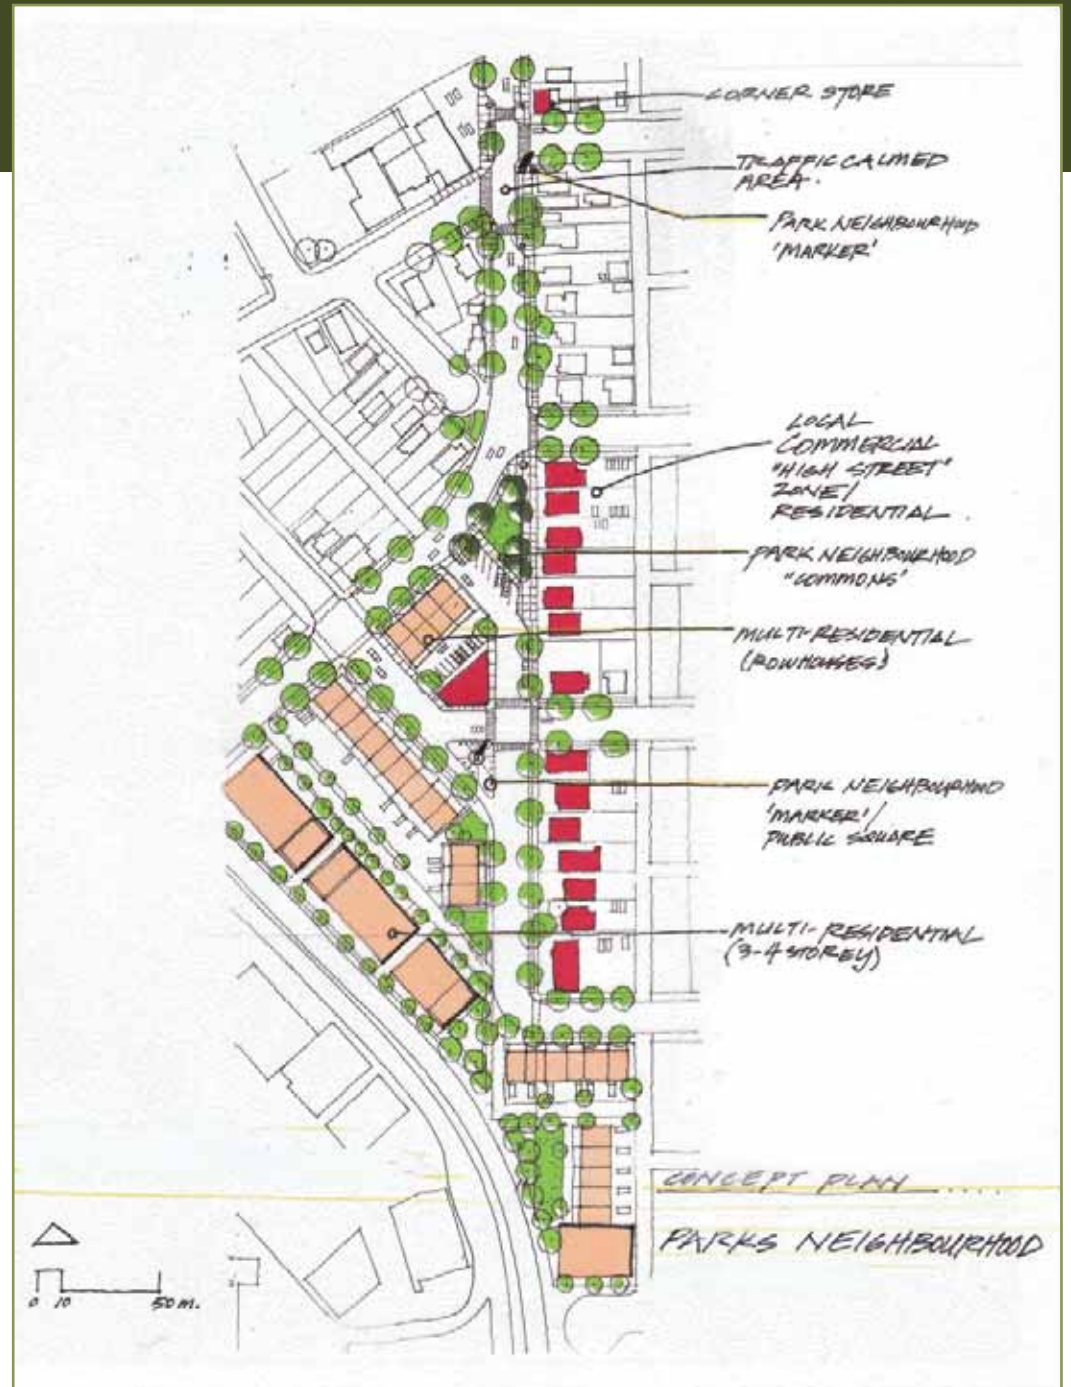 CORNER STORE
TRAFFIC CALMED
AREA.
PARK NEIGHBOURHOOD
'MARKER'
LOCAL
COMMERCIAL
"HIGH STREET"
ZONE/
RESIDENTIAL.
PARK NEIGHBOURHOOD
"COMMONS'
MULTI-RESIDENTIAL
(ROWHOUSES)
PARK NEIGHBOURHOOD
'MARKER'/
PUBLIC SQUARE
MULTI-RESIDENTIAL
(3-4 STOREY)
CONCEPT PLAN ....
PARKS NEIGHBOURHOOD
0 10 50 m.